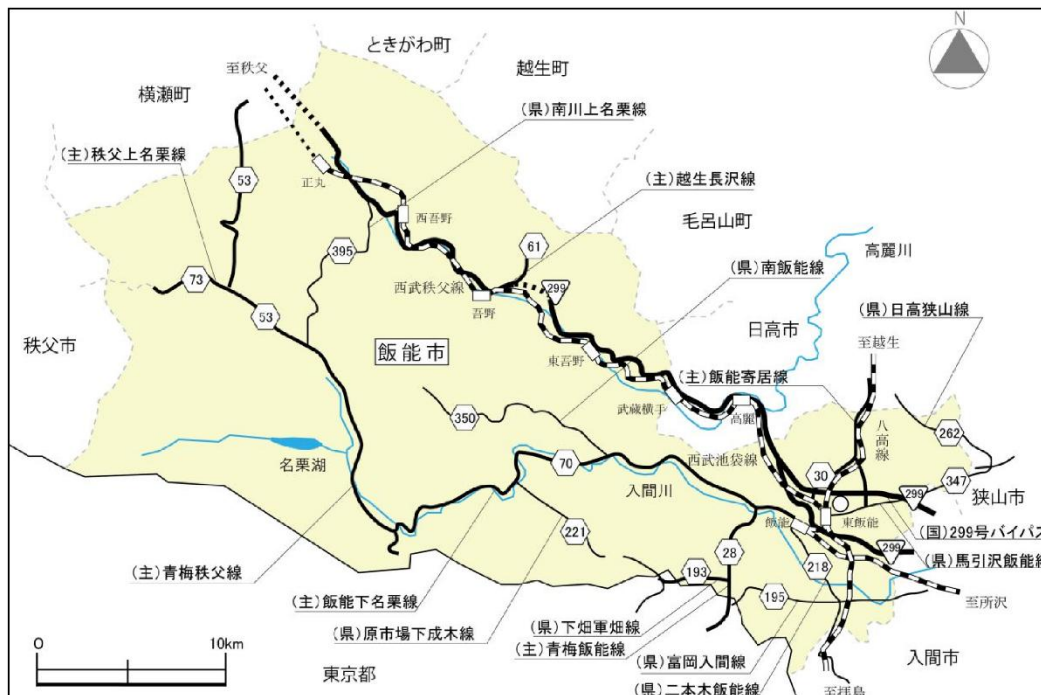 N
ときがわ町
至秩父
越生町
横瀬町
(県)南川上名栗線
(主)秩父上名栗線
53
正丸
(主)越生長沢線
西吾野
毛呂山町
395
61
高麗川
西武秩父線
299
(県)南飯能線
73
吾野
(県)日高狭山線
53
日高市
秩父市
飯能市
至越生
東吾野
(主)飯能寄居線
350
武蔵横手
高麗
八高線
262
名栗湖
70
西武池袋線
30
347
入間川
狭山市
299
飯能
東飯能
(国)299号バイパス
221
28
299
(県)馬引沢飯能線
(主)青梅秩父線
193
218
(主)飯能下名栗線
195
至所沢
(県)原市場下成木線
(県)下畑軍畑線
0
10km
(主)青梅飯能線
入間市
東京都
(県)富岡入間線
(県)二本木飯能線
至拝島